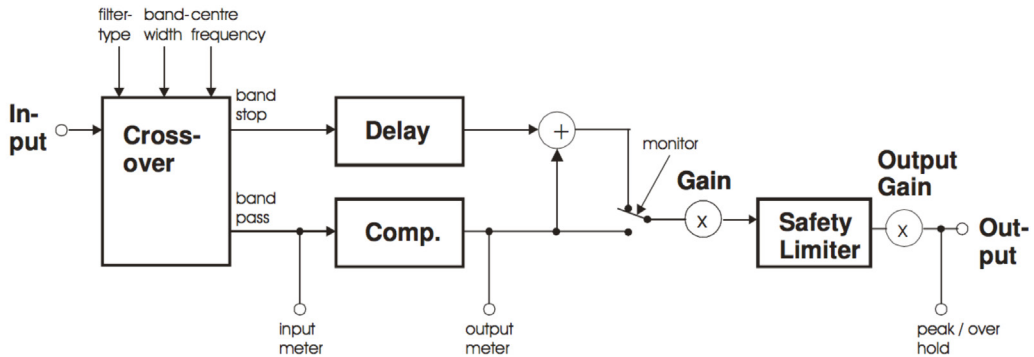 filter-
type
band-
width
centre
frequency
In-
put
Cross-
over
band
stop
Delay
+
monitor
Gain
Output
Gain
band
pass
Comp.
x
Safety
Limiter
x
Out-
put
input
meter
output
meter
peak / over
hold